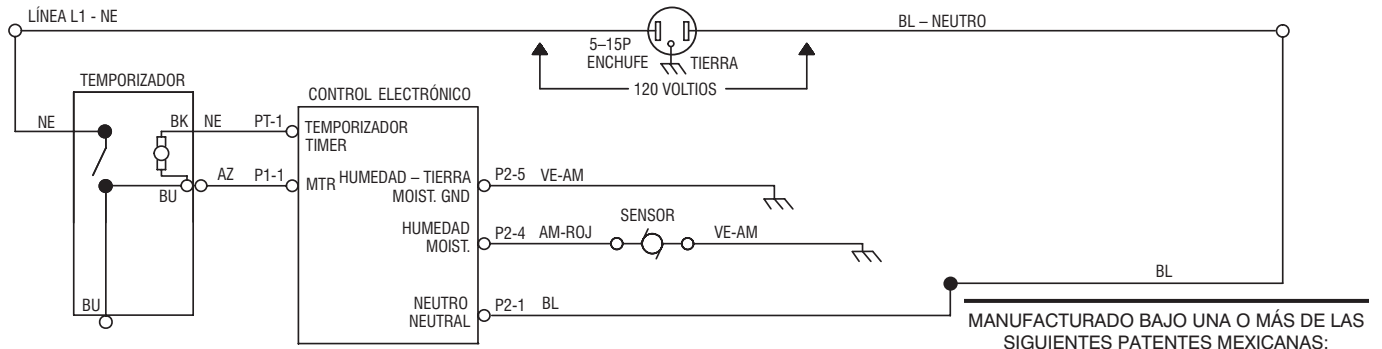 LÍNEA L1 - NE
BL – NEUTRO
5–15P
ENCHUFE
TIERRA
120 VOLTIOS
TEMPORIZADOR
CONTROL ELECTRÓNICO
NE
BK
NE
PT-1
TEMPORIZADOR
TIMER
BU
AZ
P1-1
MTR
HUMEDAD – TIERRA
MOIST. GND
P2-5
VE-AM
HUMEDAD
MOIST.
P2-4
AM-ROJ
SENSOR
VE-AM
BU
NEUTRO
NEUTRAL
P2-1
BL
BL
MANUFACTURADO BAJO UNA O MÁS DE LAS
SIGUIENTES PATENTES MEXICANAS: